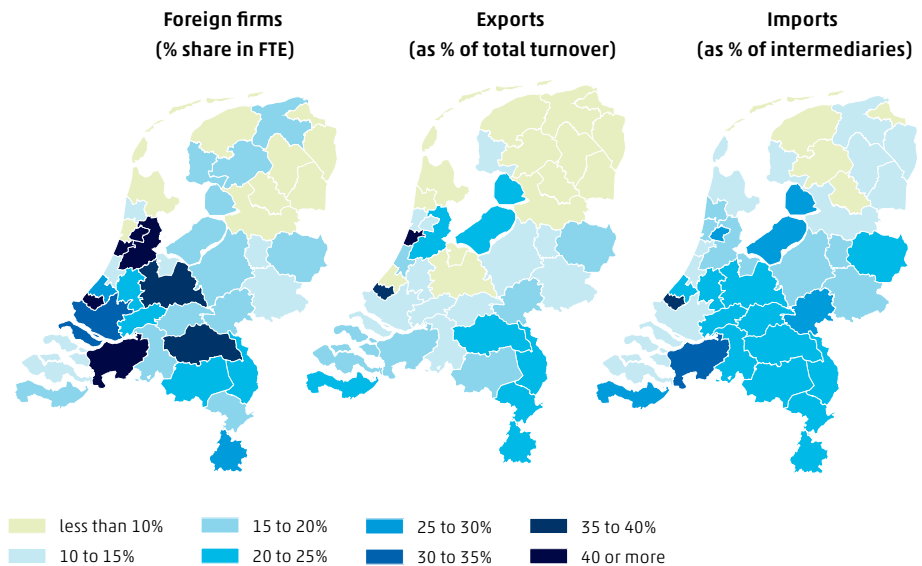 Foreign firms
(% share in FTE)
Exports
(as % of total turnover)
Imports
(as % of intermediaries)
less than 10%
10 to 15%
15 to 20%
20 to 25%
25 to 30%
30 to 35%
35 to 40%
40 or more